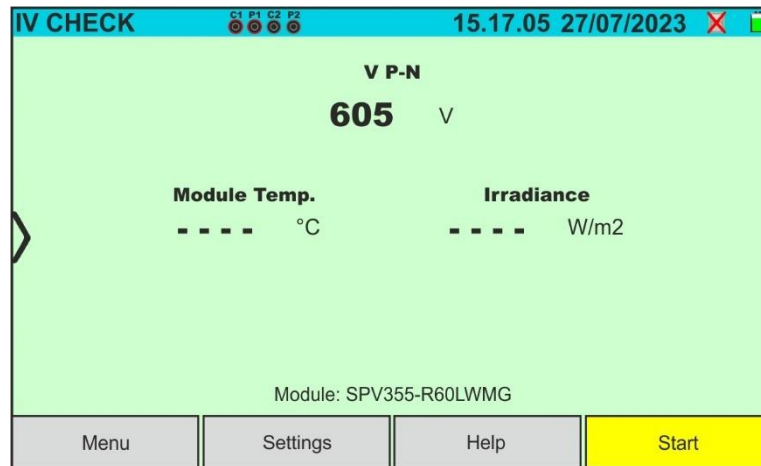 IV CHECK C1 P1 C2 P2 15.17.05 27/07/2023
V P-N
605 V
Module Temp. Irradiance
- - - - °C - - - - W/m2
Module: SPV355-R60LWMG
Menu Settings Help Start